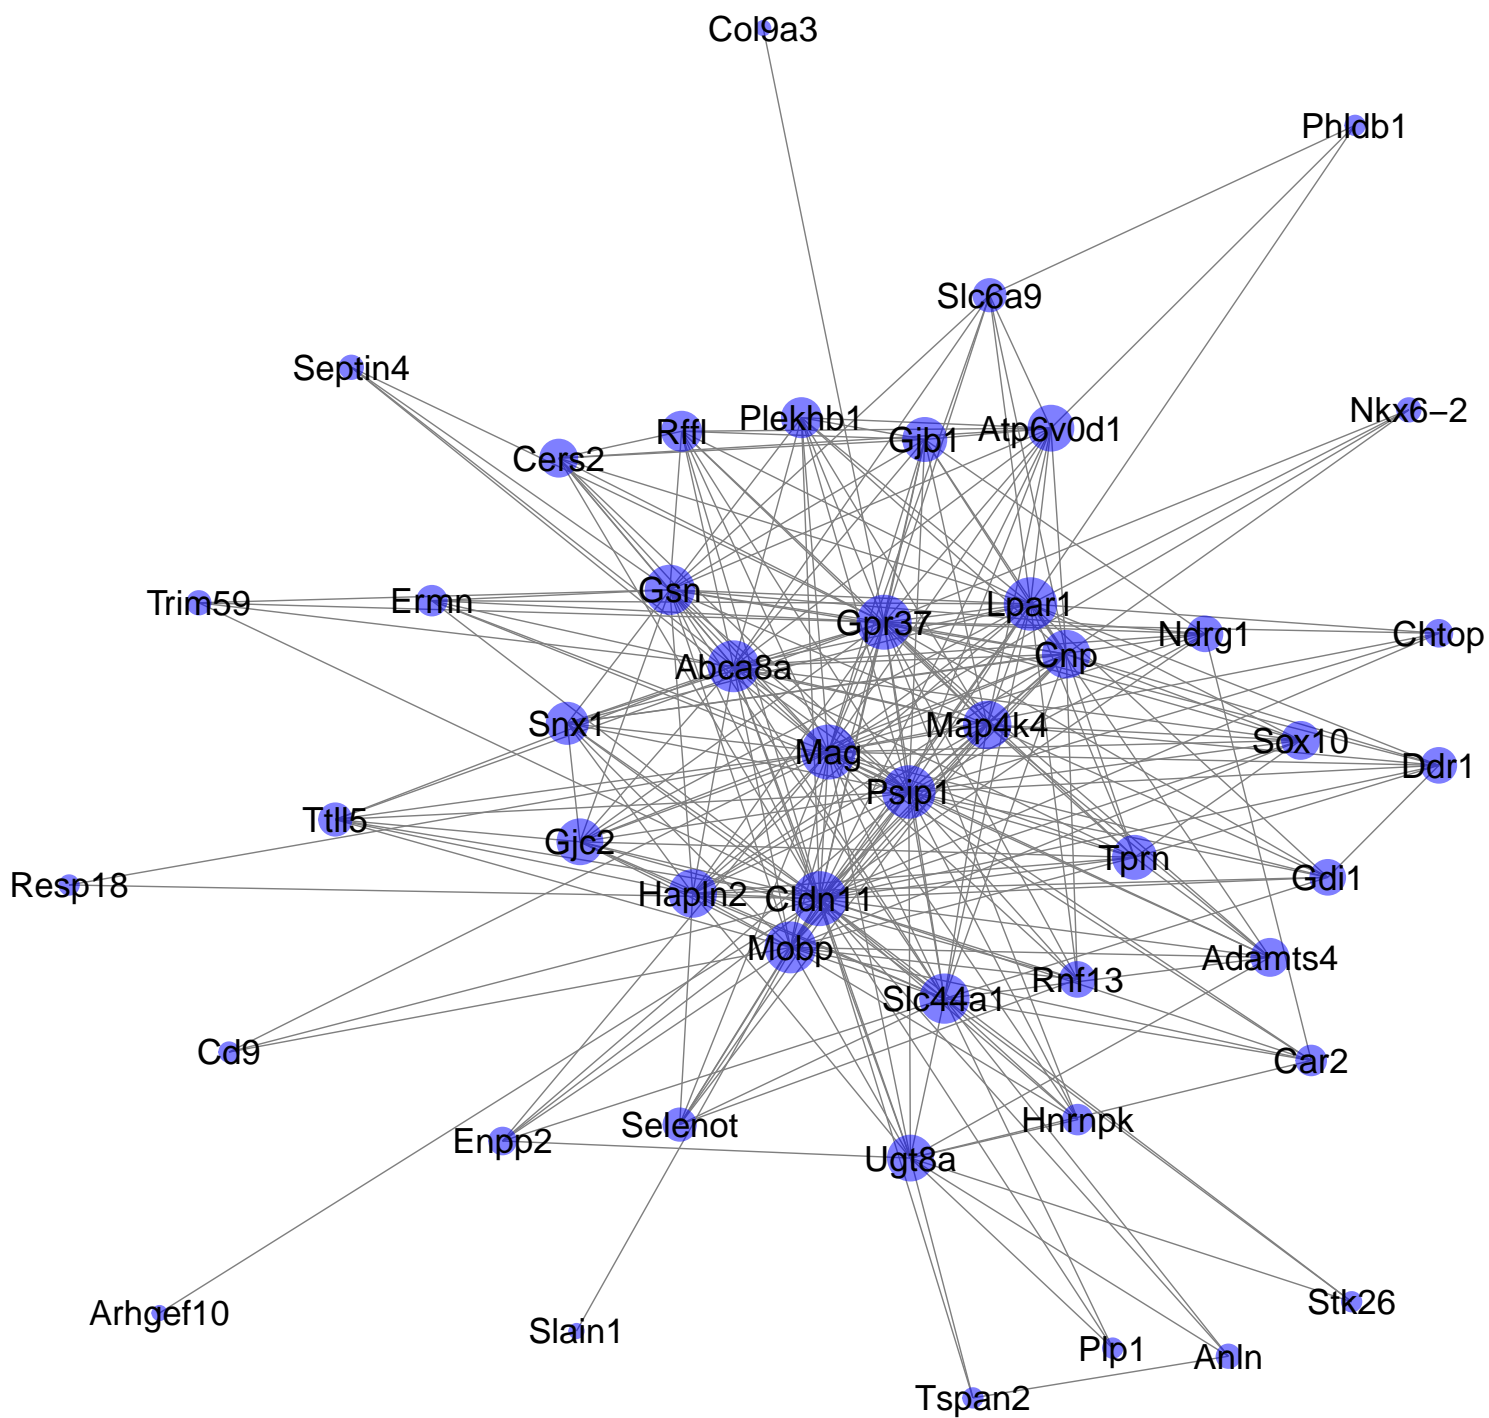 Col9a3
Phldb1
Slc6a9
Septin4
Nkx6−2
Plekhb1
Rffl
Gjb1
Atp6v0d1
Cers2
Gsn
Trim59
Ermn
Lpar1
Gpr37
Ndrg1
Chtop
Cnp
Abca8a
Snx1
Map4k4
Sox10
Mag
Ddr1
Psip1
Ttll5
Gjc2
Tprn
Gdi1
Resp18
Hapln2
Cldn11
Mobp
Adamts4
Rnf13
Slc44a1
Cd9
Car2
Selenot
Hnrnpk
Enpp2
Ugt8a
Stk26
Arhgef10
Slain1
Plp1
Anln
Tspan2